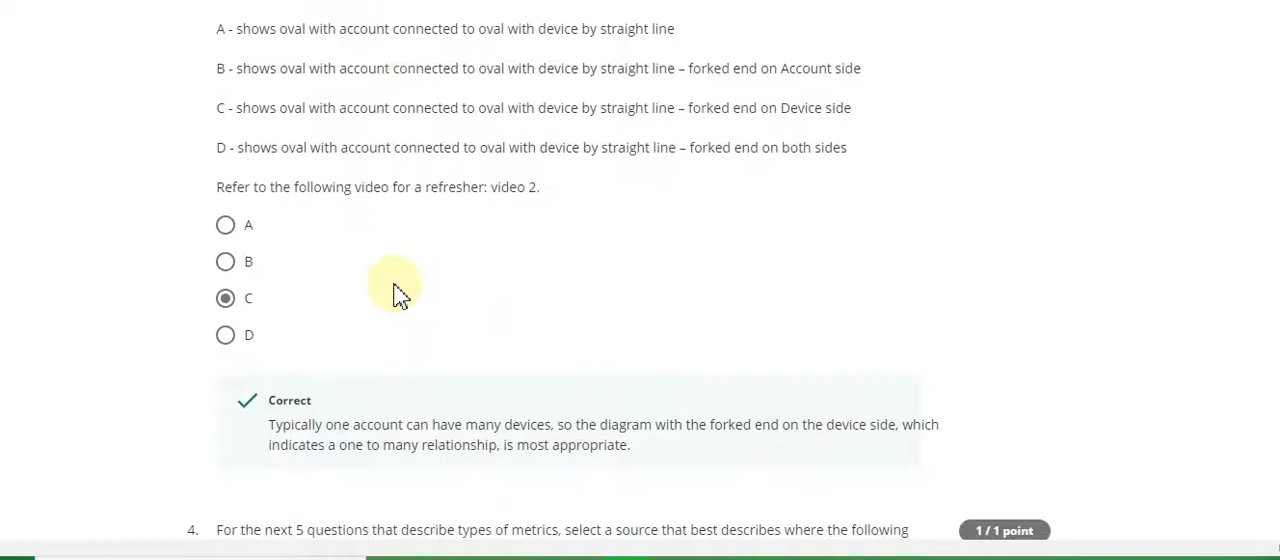 A - shows oval with account connected to oval with device by straight line
B - shows oval with account connected to oval with device by straight line – forked end on Account side
C - shows oval with account connected to oval with device by straight line – forked end on Device side
D - shows oval with account connected to oval with device by straight line – forked end on both sides
Refer to the following video for a refresher: video 2.
A
B
C
D
Correct
Typically one account can have many devices, so the diagram with the forked end on the device side, which
indicates a one to many relationship, is most appropriate.
4. For the next 5 questions that describe types of metrics, select a source that best describes where the following
1 / 1 point